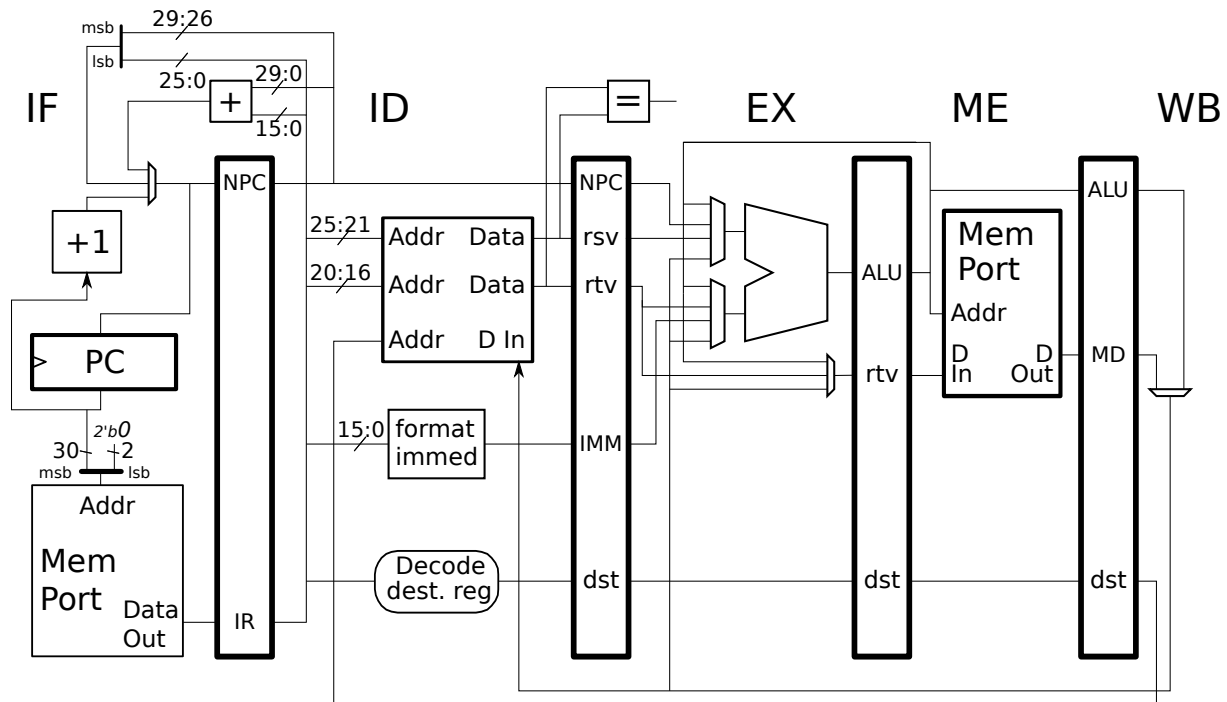 msb
29:26
lsb
25:0
29:0
+
15:0
=
IF
ID
EX
ME
WB
NPC
NPC
ALU
+1
25:21
Addr
Data
rsv
20:16
Addr
Data
rtv
Addr
D In
Mem
Port
ALU
Addr
D
In
D
Out
MD
PC
rtv
2'b0
30
2
msb
lsb
15:0
format
immed
IMM
Addr
Mem
Port
Data
Out
IR
Decode
dest. reg
dst
dst
dst